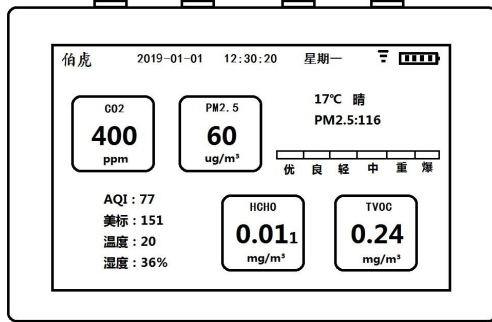 伯虎 2019-01-01 12:30:20 星期一
17℃ 晴
PM2.5:116
CO2
400
ppm
PM2.5
60
ug/m³
优 良 轻 中 重 爆
AQI：77
美标：151
温度：20
湿度：36%
HCHO
0.011
mg/m³
TVOC
0.24
mg/m³